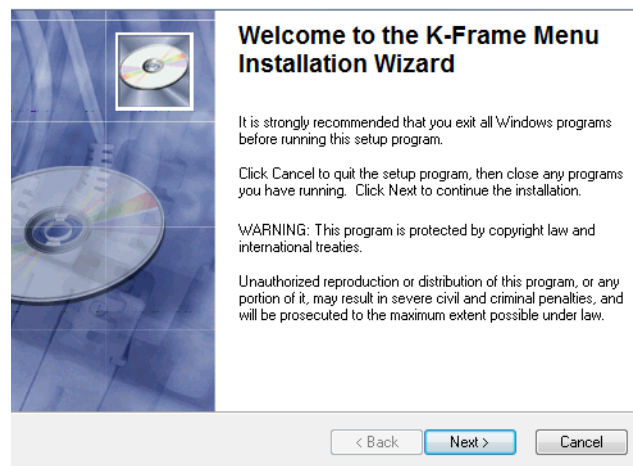 Welcome to the K-Frame Menu
Installation Wizard
It is strongly recommended that you exit all Windows programs
before running this setup program.
Click Cancel to quit the setup program, then close any programs
you have running.  Click Next to continue the installation.
WARNING: This program is protected by copyright law and
international treaties.
Unauthorized reproduction or distribution of this program, or any
portion of it, may result in severe civil and criminal penalties, and
will be prosecuted to the maximum extent possible under law.
< Back
Next >
Cancel